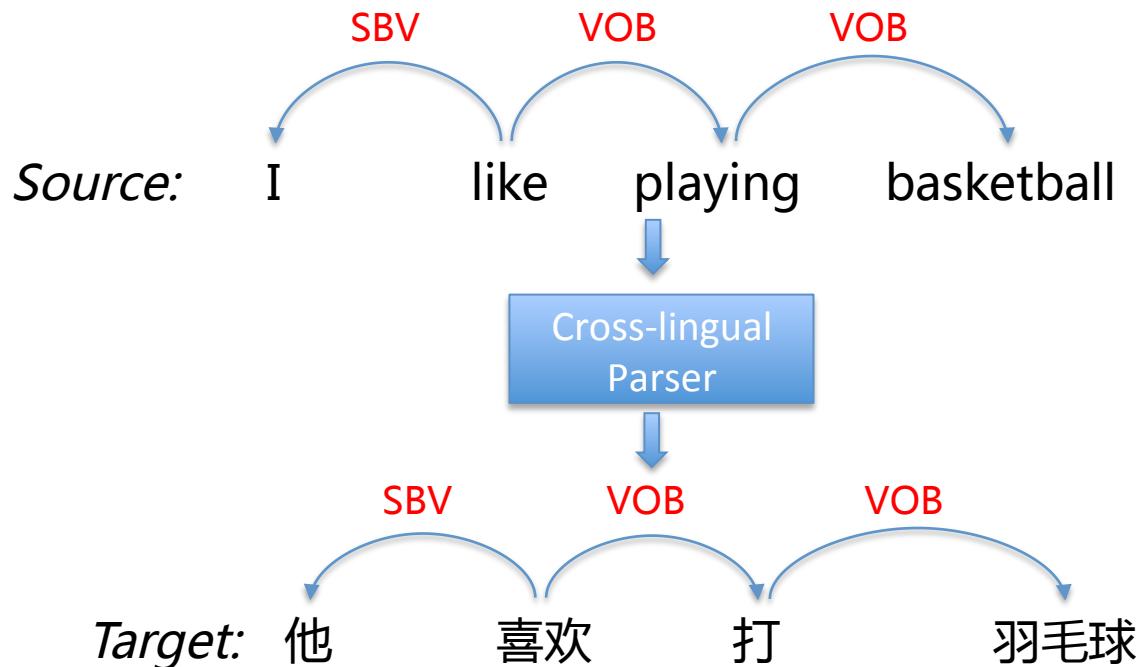 SBV VOB VOB
Source: I like playing basketball
Cross-lingual
Parser
SBV VOB VOB
Target: 他 喜欢 打 羽毛球